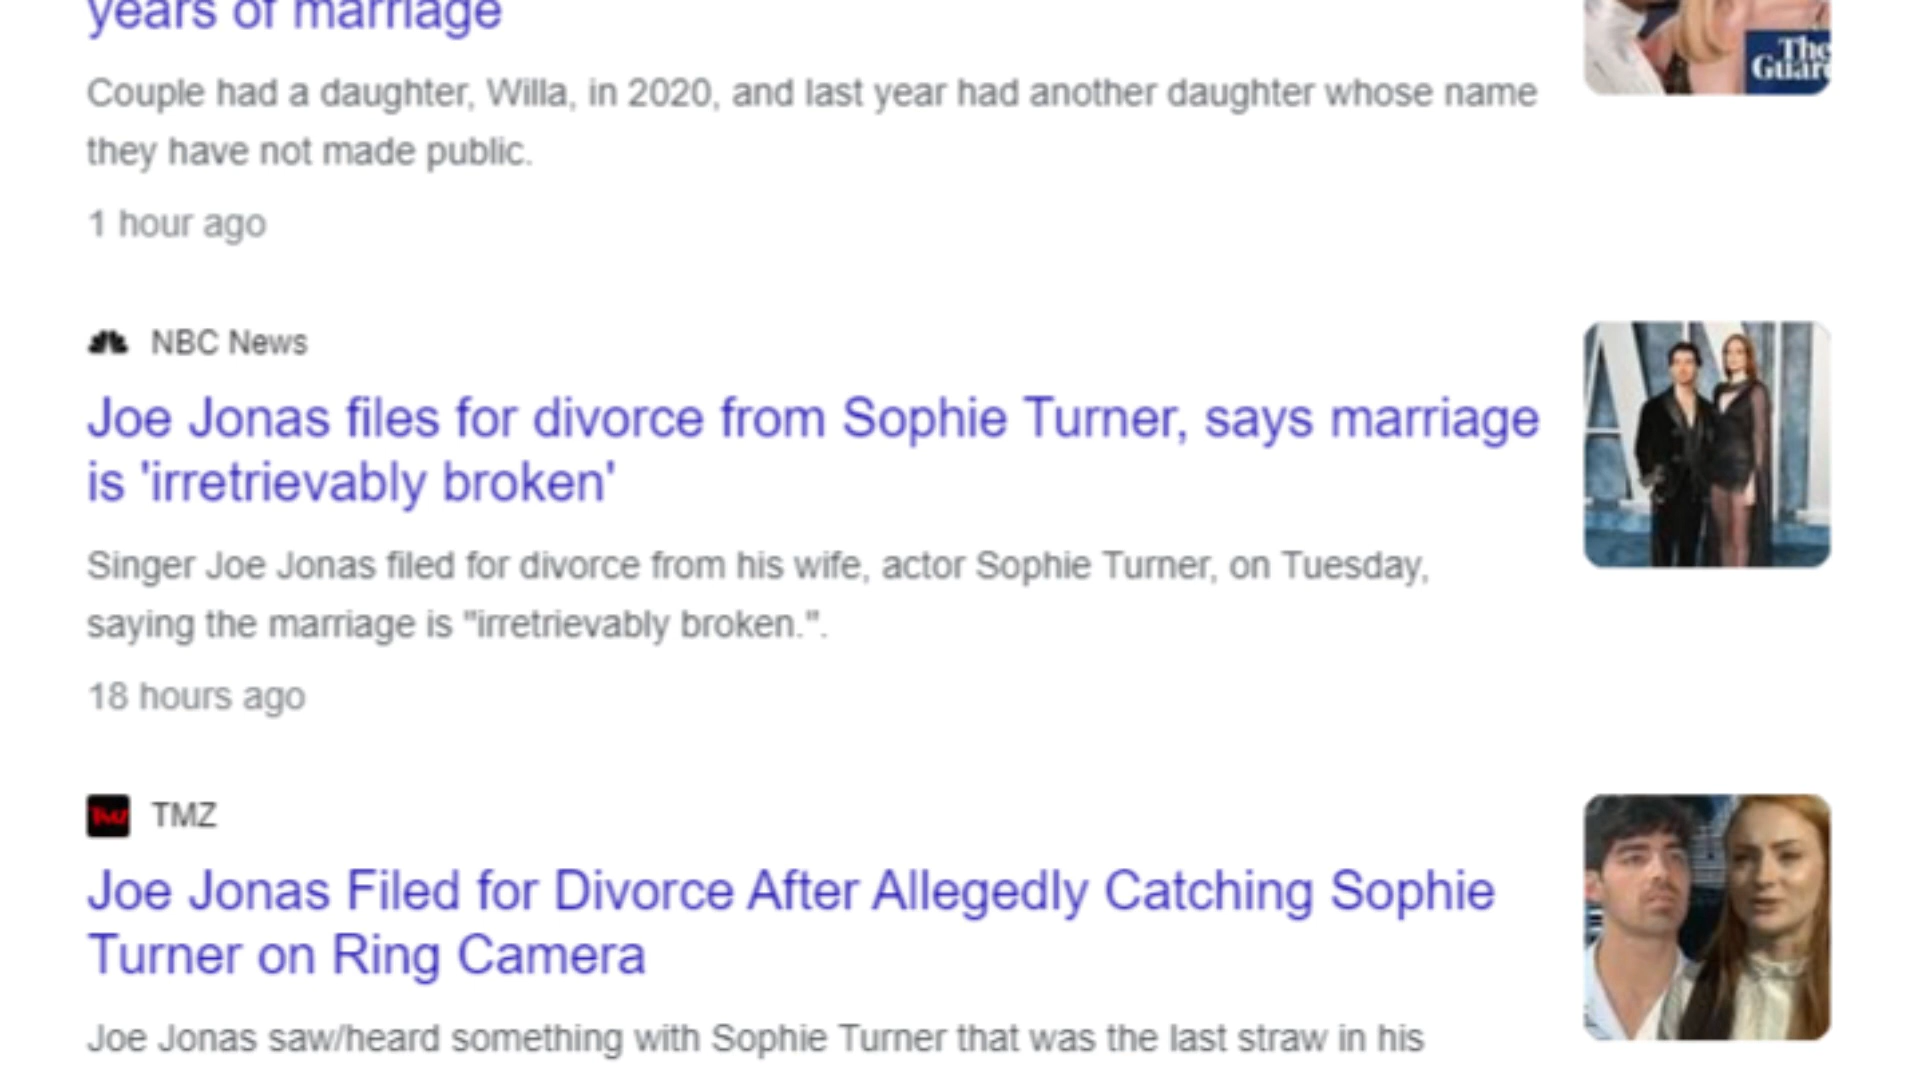 years of marriage
The
Guar
Couple had a daughter, Willa, in 2020, and last year had another daughter whose name
they have not made public.
1 hour ago
NBC News
Joe Jonas files for divorce from Sophie Turner, says marriage
is 'irretrievably broken'
Singer Joe Jonas filed for divorce from his wife, actor Sophie Turner, on Tuesday,
saying the marriage is "irretrievably broken.".
18 hours ago
TMZ
TMZ
Joe Jonas Filed for Divorce After Allegedly Catching Sophie
Turner on Ring Camera
Joe Jonas saw/heard something with Sophie Turner that was the last straw in his